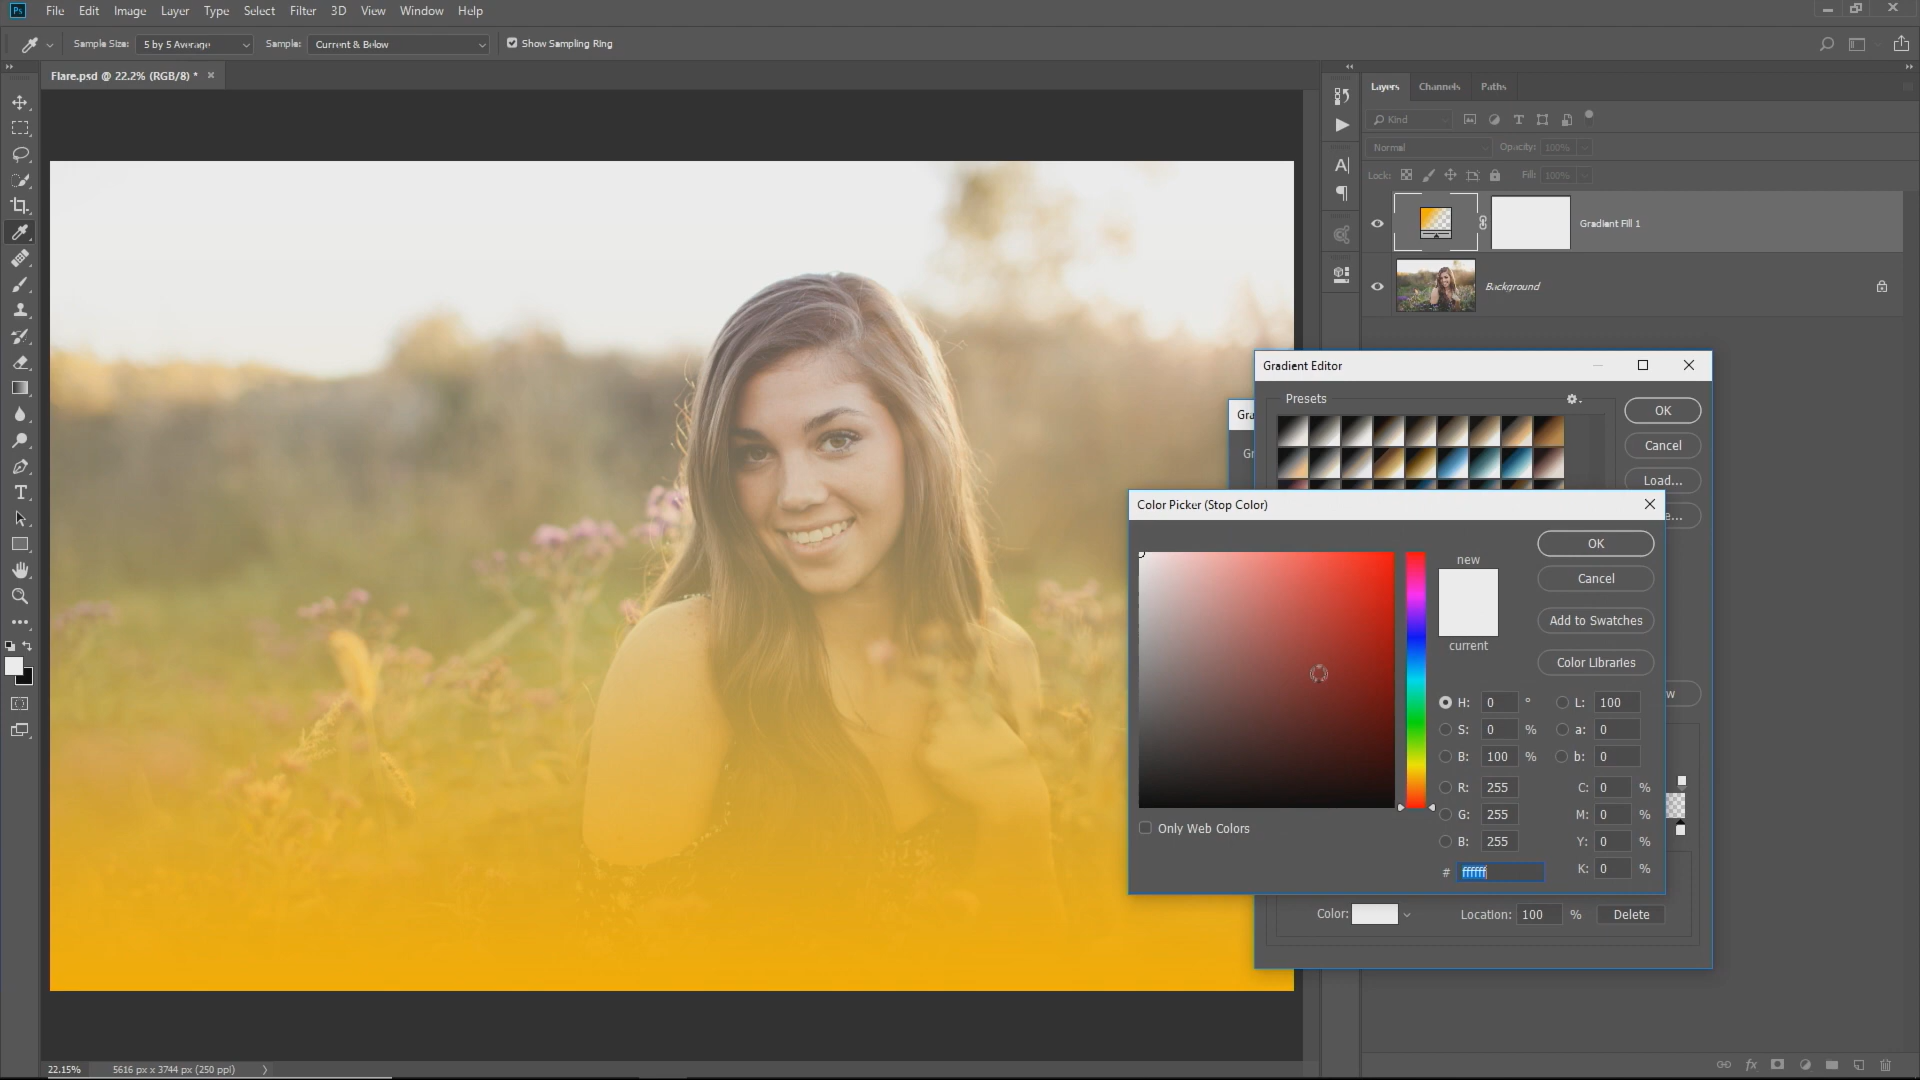 Ps File Edit Image Layer Type Select Filter 3D View Window Help
Sample Size: 5 by 5 Average Sample: Current & Below Show Sampling Ring
Flare.psd @ 22.2% (RGB/8) *
Layers Channels Paths
Kind
Normal Opacity: 100%
Lock: Fill: 100%
Gradient Fill 1
Background
Gradient Editor
Presets
OK
Cancel
Load...
Color Picker (Stop Color)
OK
new
Cancel
Add to Swatches
current
Color Libraries
H: 0 ° L: 100
S: 0 % a: 0
B: 100 % b: 0
R: 255 C: 0 %
G: 255 M: 0 %
Only Web Colors
B: 255 Y: 0 %
# ffffff K: 0 %
Color: Location: 100 % Delete
22.15% 5616 px x 3744 px (250 ppi)